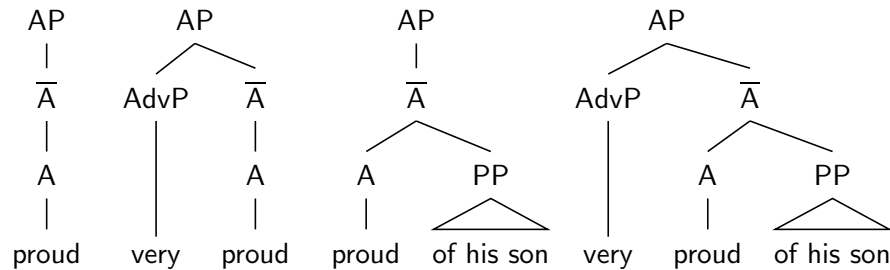 AP AP AP AP
A̅ AdvP A̅ A̅ AdvP A̅
A A A PP A PP
proud very proud proud of his son very proud of his son